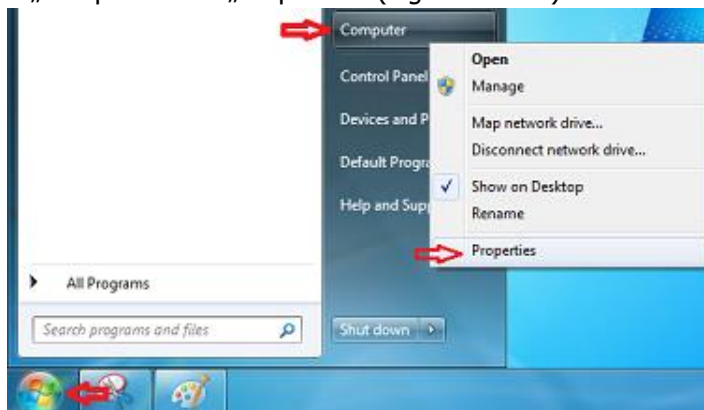 Computer
Control Panel
Devices and P
Default Progra
Help and Supp
Open
Manage
Map network drive...
Disconnect network drive...
Show on Desktop
Rename
Properties
All Programs
Search programs and files
Shut down